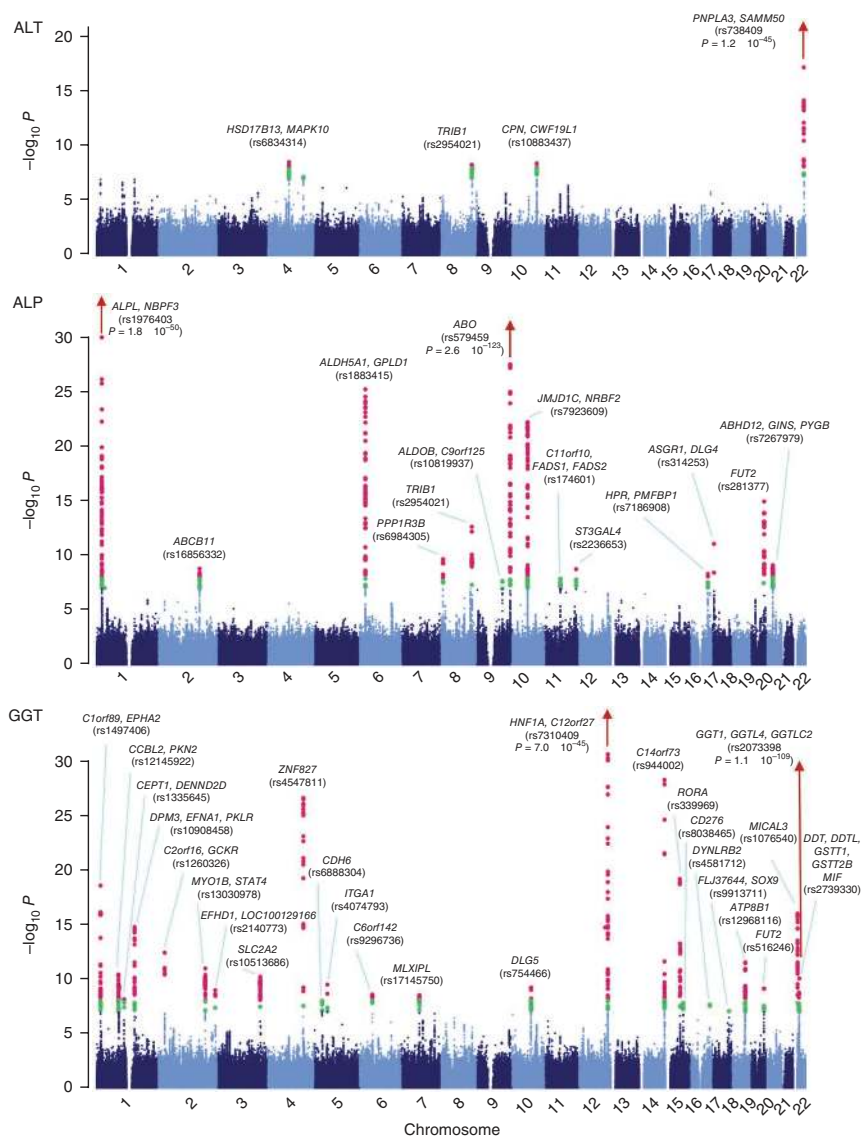 ALT
20
15
10
5
0
–log10 P
PNPLA3, SAMM50
(rs738409
P = 1.2 10–45)
HSD17B13, MAPK10
(rs6834314)
TRIB1
(rs2954021)
CPN, CWF19L1
(rs10883437)
1 2 3 4 5 6 7 8 9 10 11 12 13 14 15 16 17 18 19 20 21 22
ALP
30
25
20
15
10
5
0
–log10 P
ALPL, NBPF3
(rs1976403
P = 1.8 10–50)
ABCB11
(rs16856332)
ALDH5A1, GPLD1
(rs1883415)
ABO
(rs579459
P = 2.6 10–123)
JMJD1C, NRBF2
(rs7923609)
ALDOB, C9orf125
(rs10819937)
TRIB1
(rs2954021)
PPP1R3B
(rs6984305)
C11orf10,
FADS1, FADS2
(rs174601)
ST3GAL4
(rs2236653)
HPR, PMFBP1
(rs7186908)
ASGR1, DLG4
(rs314253)
ABHD12, GINS, PYGB
(rs7267979)
FUT2
(rs281377)
1 2 3 4 5 6 7 8 9 10 11 12 13 14 15 16 17 18 19 20 21 22
GGT
30
25
20
15
10
5
0
–log10 P
C1orf89, EPHA2
(rs1497406)
CCBL2, PKN2
(rs12145922)
CEPT1, DENND2D
(rs1335645)
DPM3, EFNA1, PKLR
(rs10908458)
C2orf16, GCKR
(rs1260326)
MYO1B, STAT4
(rs13030978)
EFHD1, LOC100129166
(rs2140773)
SLC2A2
(rs10513686)
ZNF827
(rs4547811)
CDH6
(rs6888304)
ITGA1
(rs4074793)
C6orf142
(rs9296736)
MLXIPL
(rs17145750)
DLG5
(rs754466)
HNF1A, C12orf27
(rs7310409
P = 7.0 10–45)
C14orf73
(rs944002)
GGT1, GGTL4, GGTLC2
(rs2073398
P = 1.1 10–109)
RORA
(rs339969)
CD276
(rs8038465)
DYNLRB2
(rs4581712)
FLJ37644, SOX9
(rs9913711)
ATP8B1
(rs12968116)
FUT2
(rs516246)
MICAL3
(rs1076540)
DDT, DDTL,
GSTT1,
GSTT2B
MIF
(rs2739330)
1 2 3 4 5 6 7 8 9 10 11 12 13 14 15 16 17 18 19 20 21 22
Chromosome